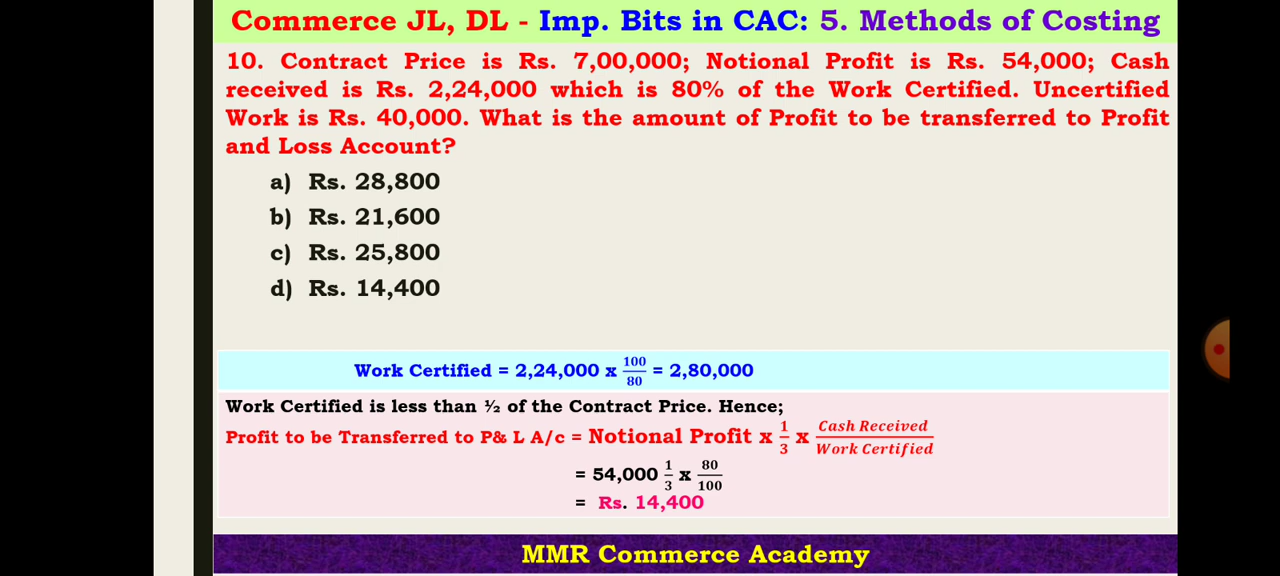 Commerce JL, DL - Imp. Bits in CAC: 5. Methods of Costing
10. Contract Price is Rs. 7,00,000; Notional Profit is Rs. 54,000; Cash
received is Rs. 2,24,000 which is 80% of the Work Certified. Uncertified
Work is Rs. 40,000. What is the amount of Profit to be transferred to Profit
and Loss Account?
a) Rs. 28,800
b) Rs. 21,600
c) Rs. 25,800
d) Rs. 14,400
Work Certified = 2,24,000 x 100/80 = 2,80,000
Work Certified is less than ½ of the Contract Price. Hence;
Profit to be Transferred to P& L A/c = Notional Profit x 1/3 x Cash Received/Work Certified
= 54,000 1/3 x 80/100
= Rs. 14,400
MMR Commerce Academy